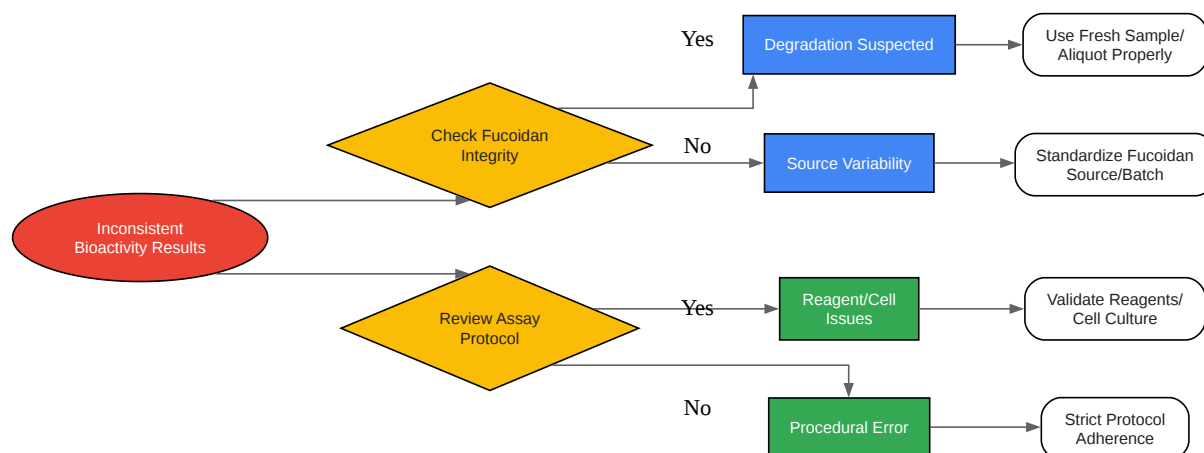 Yes
Degradation Suspected
Use Fresh Sample/
Aliquot Properly
Check Fucoidan
Integrity
No
Source Variability
Standardize Fucoidan
Source/Batch
Inconsistent
Bioactivity Results
Review Assay
Protocol
Yes
Reagent/Cell
Issues
Validate Reagents/
Cell Culture
No
Procedural Error
Strict Protocol
Adherence